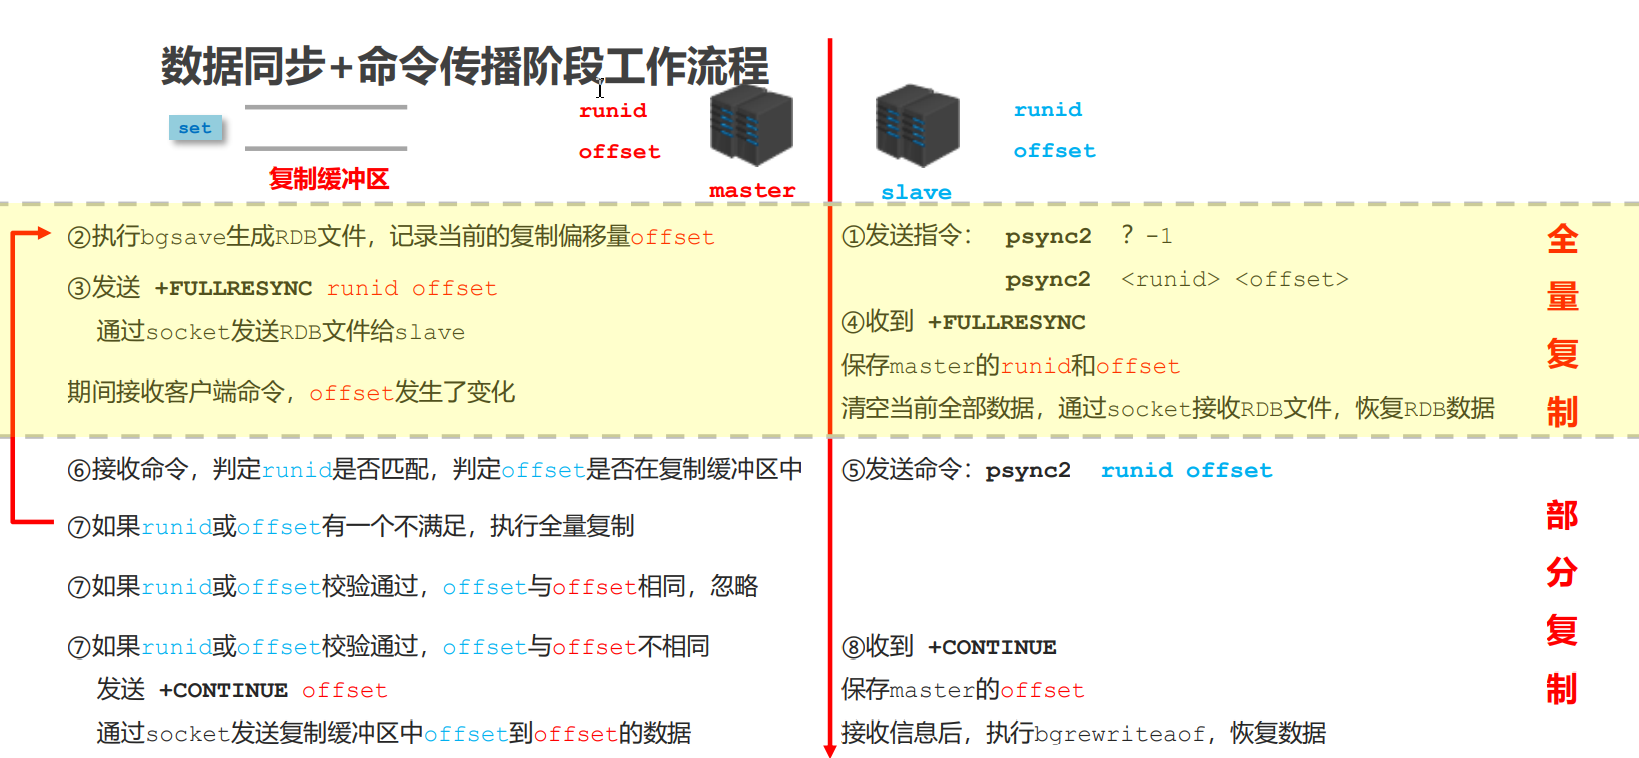 数据同步+命令传播阶段工作流程
set
复制缓冲区
runid
offset
master
runid
offset
slave
②执行bgsave生成RDB文件，记录当前的复制偏移量offset
③发送 +FULLRESYNC runid offset
通过socket发送RDB文件给slave
期间接收客户端命令，offset发生了变化
①发送指令： psync2 ? -1
psync2 <runid> <offset>
④收到 +FULLRESYNC
保存master的runid和offset
清空当前全部数据，通过socket接收RDB文件，恢复RDB数据
全量复制
⑥接收命令，判定runid是否匹配，判定offset是否在复制缓冲区中
⑦如果runid或offset有一个不满足，执行全量复制
⑦如果runid或offset校验通过，offset与offset相同，忽略
⑦如果runid或offset校验通过，offset与offset不相同
发送 +CONTINUE offset
通过socket发送复制缓冲区中offset到offset的数据
⑤发送命令：psync2 runid offset
⑧收到 +CONTINUE
保存master的offset
接收信息后，执行bgrewriteaof，恢复数据
部分复制